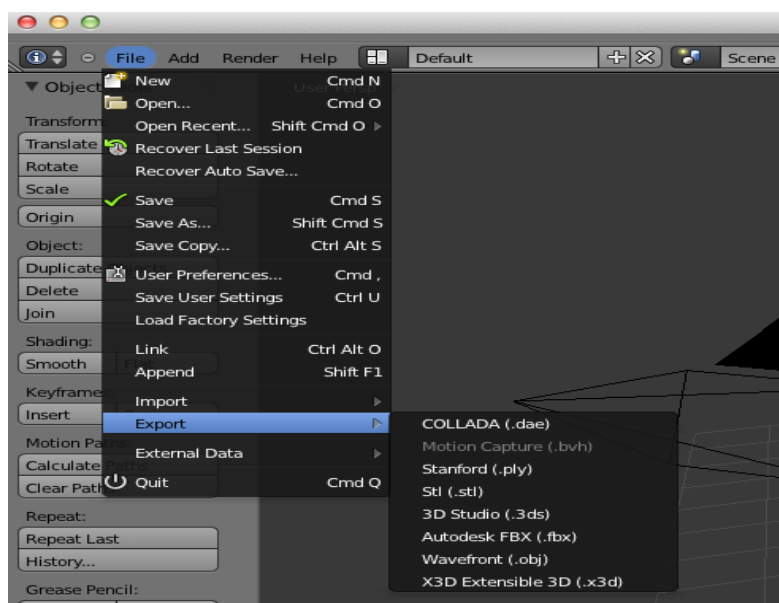 File Add Render Help Default Scene
Object
User Persp
Transform
Translate
Rotate
Scale
Origin
Object:
Duplicate
Delete
Join
Shading:
Smooth Flat
Keyframes
Insert
Motion Paths
Calculate Paths
Clear Path
Repeat:
Repeat Last
History...
Grease Pencil:
New Cmd N
Open... Cmd O
Open Recent... Shift Cmd O
Recover Last Session
Recover Auto Save...
Save Cmd S
Save As... Shift Cmd S
Save Copy... Ctrl Alt S
User Preferences... Cmd ,
Save User Settings Ctrl U
Load Factory Settings
Link Ctrl Alt O
Append Shift F1
Import
Export
External Data
Quit Cmd Q
COLLADA (.dae)
Motion Capture (.bvh)
Stanford (.ply)
Stl (.stl)
3D Studio (.3ds)
Autodesk FBX (.fbx)
Wavefront (.obj)
X3D Extensible 3D (.x3d)